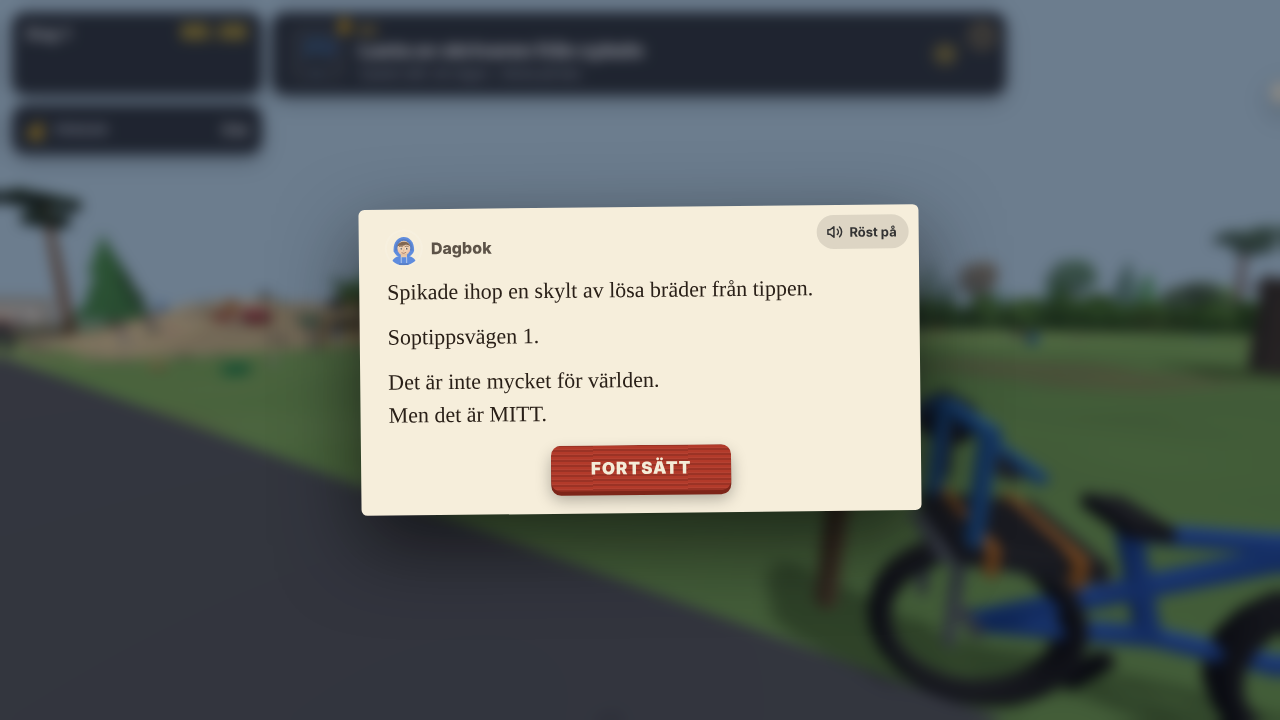 Dagbok
Röst på
Spikade ihop en skylt av lösa bräder från tippen.
Soptippsvägen 1.
Det är inte mycket för världen.
Men det är MITT.
FORTSÄTT